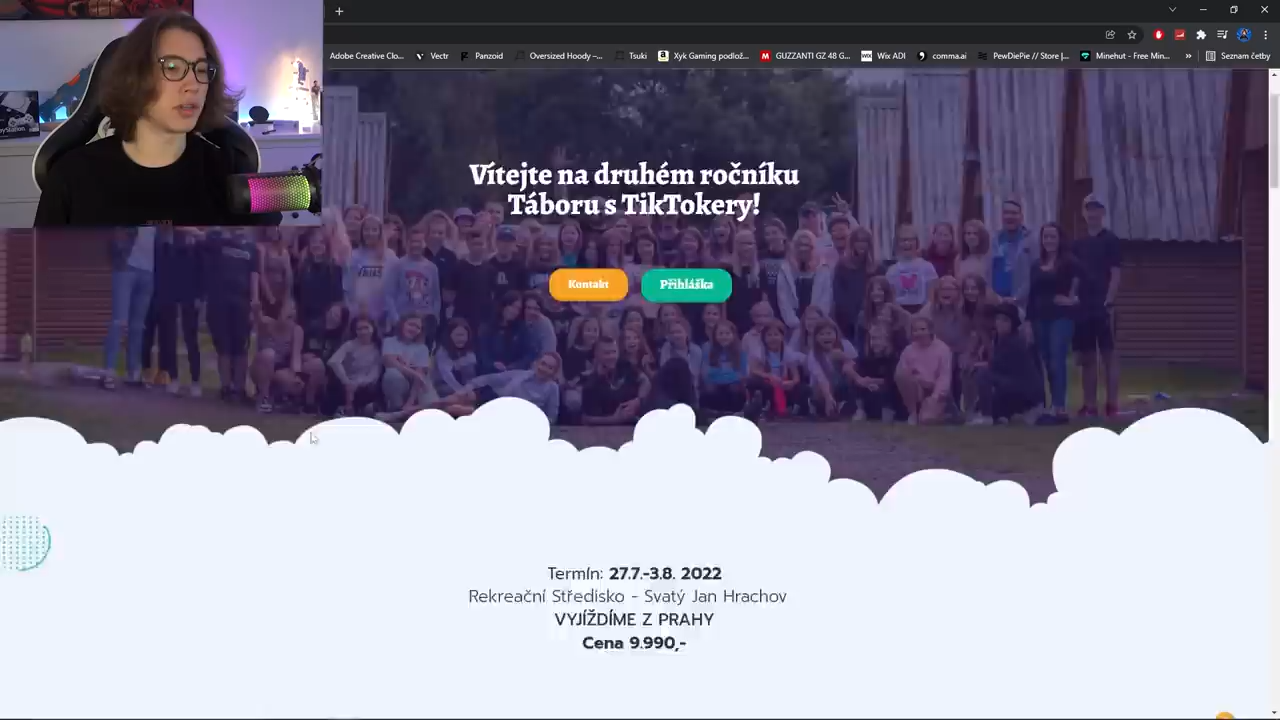 Adobe Creative Clo...
Vectr
Panzoid
Oversized Hoody –...
Tsuki
Xyk Gaming podlož...
GUZZANTI GZ 48 G...
Wix ADI
comma.ai
PewDiePie / None |...
Minehut - Free Min...
»
Seznam četby
PlayStation
Vítejte na druhém ročníku
Táboru s TikTokery!
Kontakt
Přihláška
Termín: 27.7.-3.8. 2022
Rekreační Středisko - Svatý Jan Hrachov
VYJÍŽDÍME Z PRAHY
Cena 9.990,-